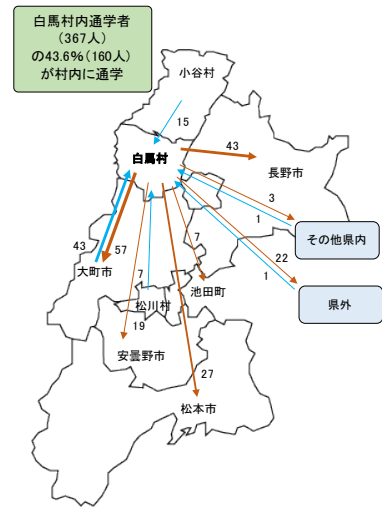 白馬村内通学者
（367人）
の43.6%（160人）
が村内に通学
小谷村
15
白馬村
43
長野市
3
1
その他県内
43
57
7
22
大町市
7
池田町
1
県外
松川村
19
安曇野市
27
松本市